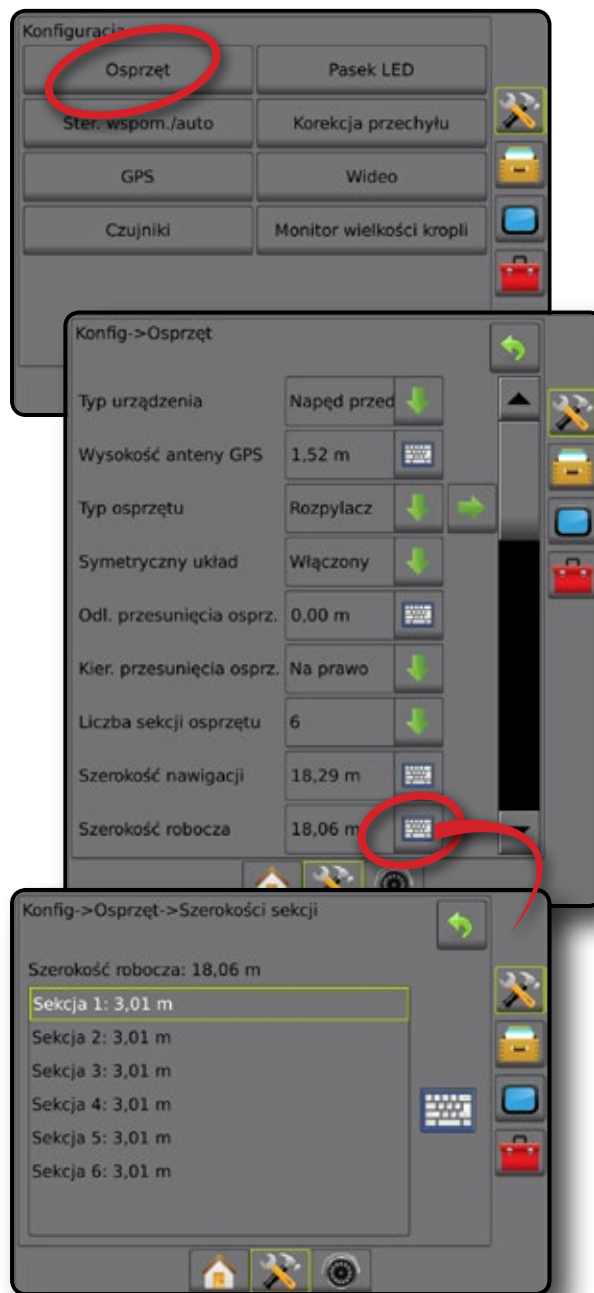 Konfiguracja
Osprzęt Pasek LED
Ster. wspom./auto Korekcja przechyłu
GPS Wideo
Czujniki Monitor wielkości kropli
Konfig->Osprzęt
Typ urządzenia Napęd przed
Wysokość anteny GPS 1,52 m
Typ osprzętu Rozpylacz
Symetryczny układ Włączony
Odl. przesunięcia osprz. 0,00 m
Kier. przesunięcia osprz. Na prawo
Liczba sekcji osprzętu 6
Szerokość nawigacji 18,29 m
Szerokość robocza 18,06 m
Konfig->Osprzęt->Szerokości sekcji
Szerokość robocza: 18,06 m
Sekcja 1: 3,01 m
Sekcja 2: 3,01 m
Sekcja 3: 3,01 m
Sekcja 4: 3,01 m
Sekcja 5: 3,01 m
Sekcja 6: 3,01 m